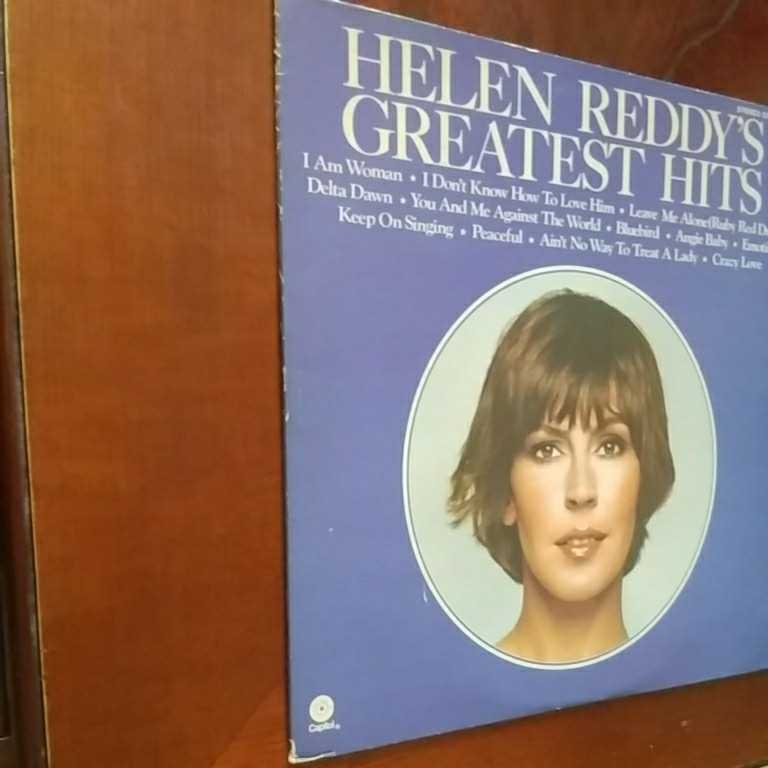 STEREO
HELEN REDDY'S
GREATEST HITS
I Am Woman • I Don't Know How To Love Him • Leave Me Alone (Ruby Red
Delta Dawn • You And Me Against The World • Bluebird • Angie Baby •
Keep On Singing • Peaceful • Ain't No Way To Treat A Lady • Crazy Love
Capitol®